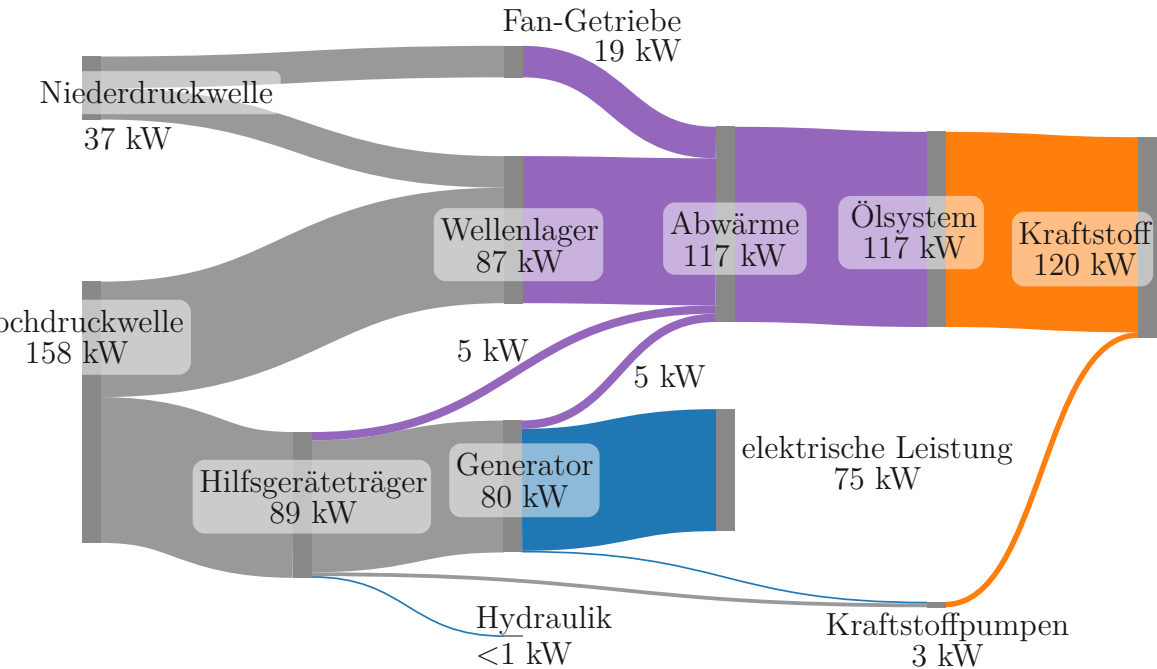 Fan-Getriebe
19 kW
Niederdruckwelle
37 kW
Wellenlager
87 kW
Abwärme
117 kW
Ölsystem
117 kW
Kraftstoff
120 kW
ochdruckwelle
158 kW
5 kW
5 kW
Hilfsgeräteträger
89 kW
Generator
80 kW
elektrische Leistung
75 kW
Hydraulik
<1 kW
Kraftstoffpumpen
3 kW